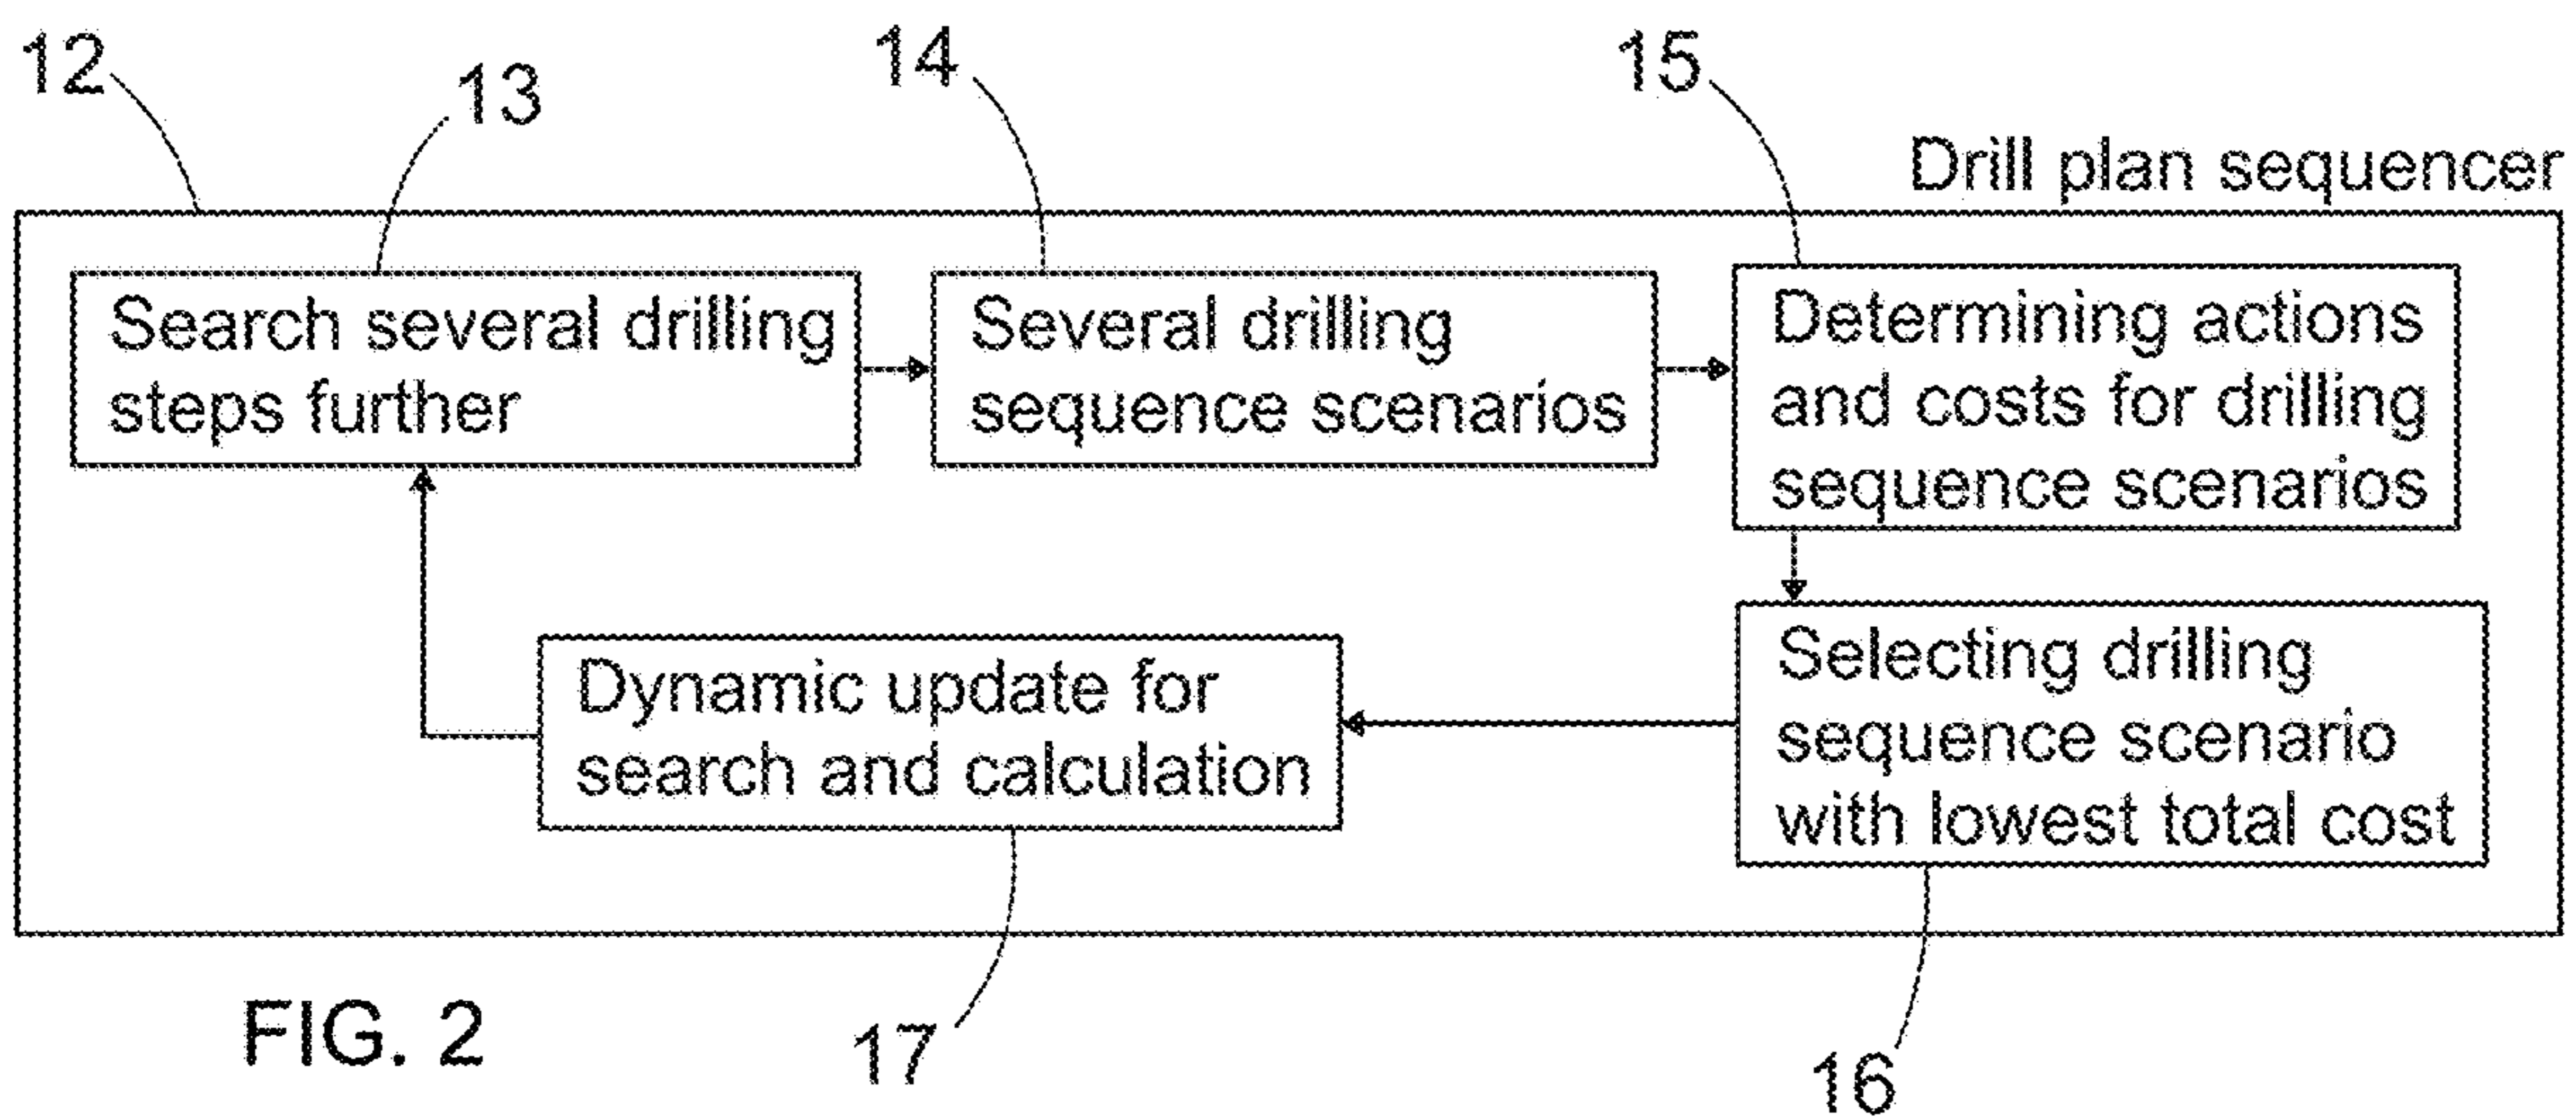 12
13
14
15
Drill plan sequencer
Search several drilling
steps further
Several drilling
sequence scenarios
Determining actions
and costs for drilling
sequence scenarios
Selecting drilling
sequence scenario
with lowest total cost
Dynamic update for
search and calculation
FIG. 2
17
16